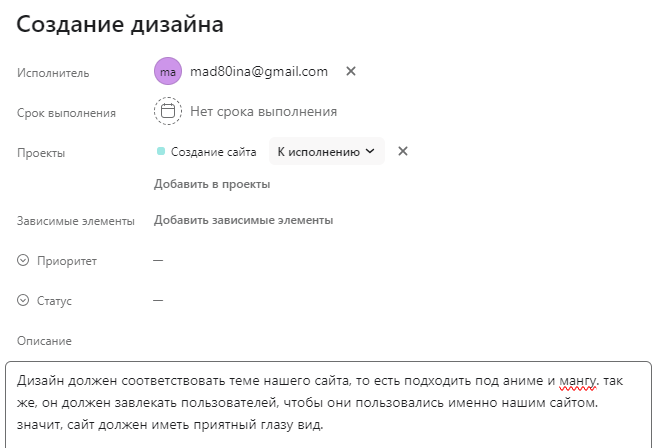 Создание дизайна
Исполнитель
ma mad80ina@gmail.com
Срок выполнения
Нет срока выполнения
Проекты
Создание сайта К исполнению
Добавить в проекты
Зависимые элементы
Добавить зависимые элементы
Приоритет —
Статус —
Описание
Дизайн должен соответствовать теме нашего сайта, то есть подходить под аниме и мангу. так
же, он должен завлекать пользователей, чтобы они пользовались именно нашим сайтом.
значит, сайт должен иметь приятный глазу вид.